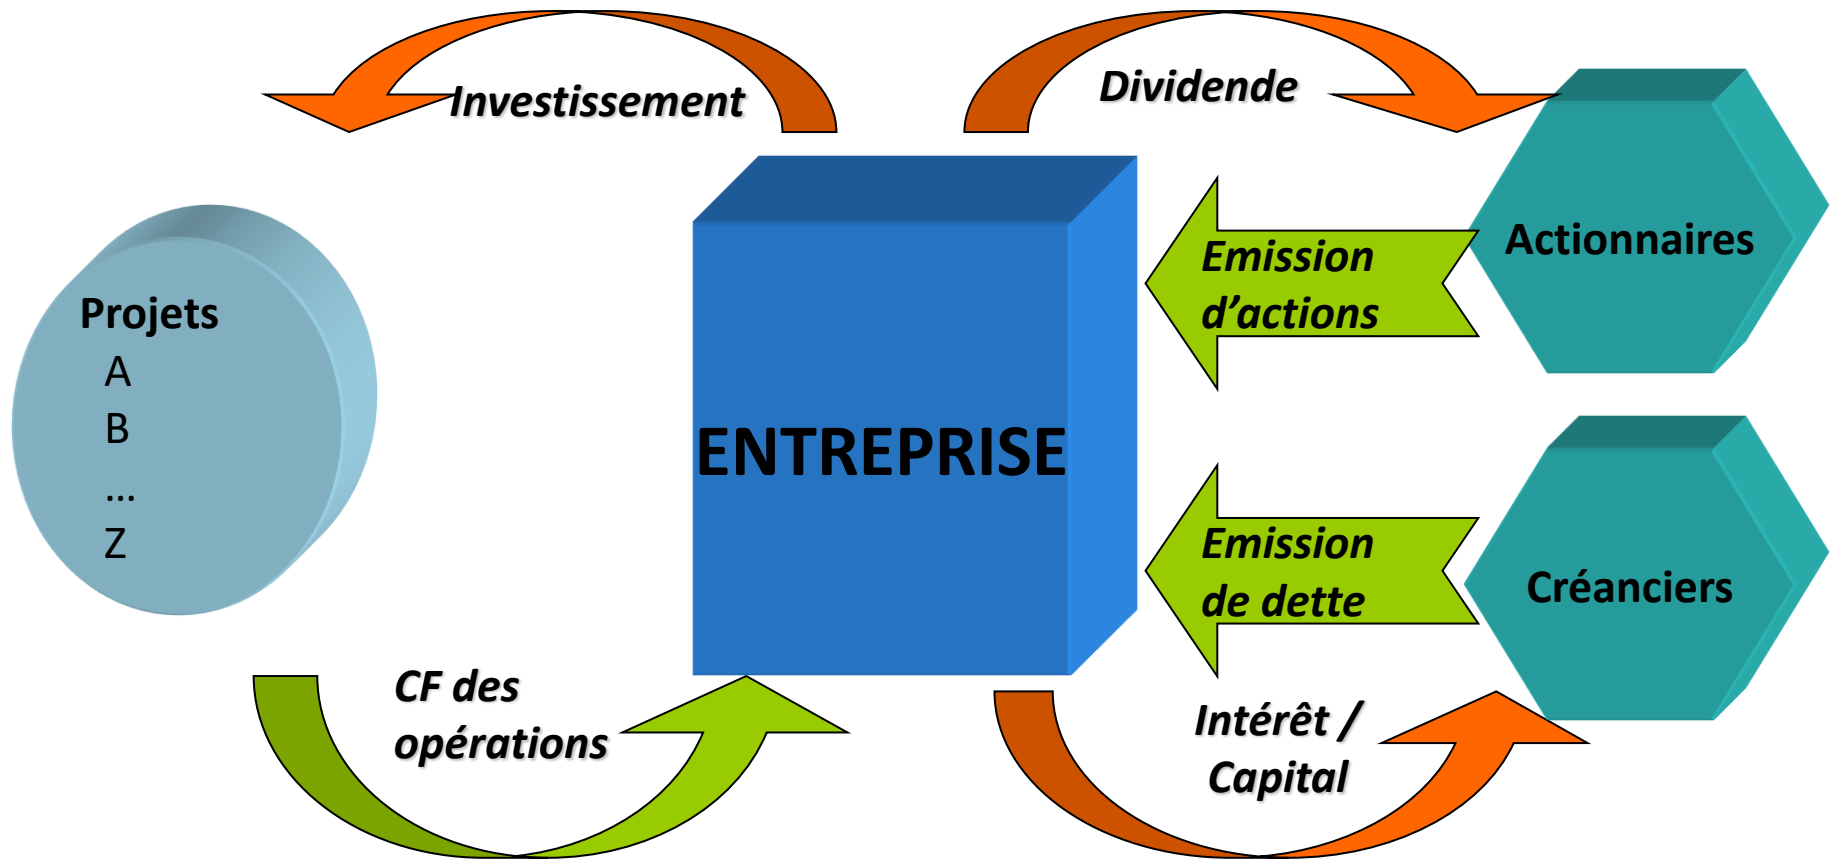 Investissement
Dividende
Projets
A
B
...
Z
ENTREPRISE
Emission
d’actions
Actionnaires
Emission
de dette
Créanciers
CF des
opérations
Intérêt /
Capital